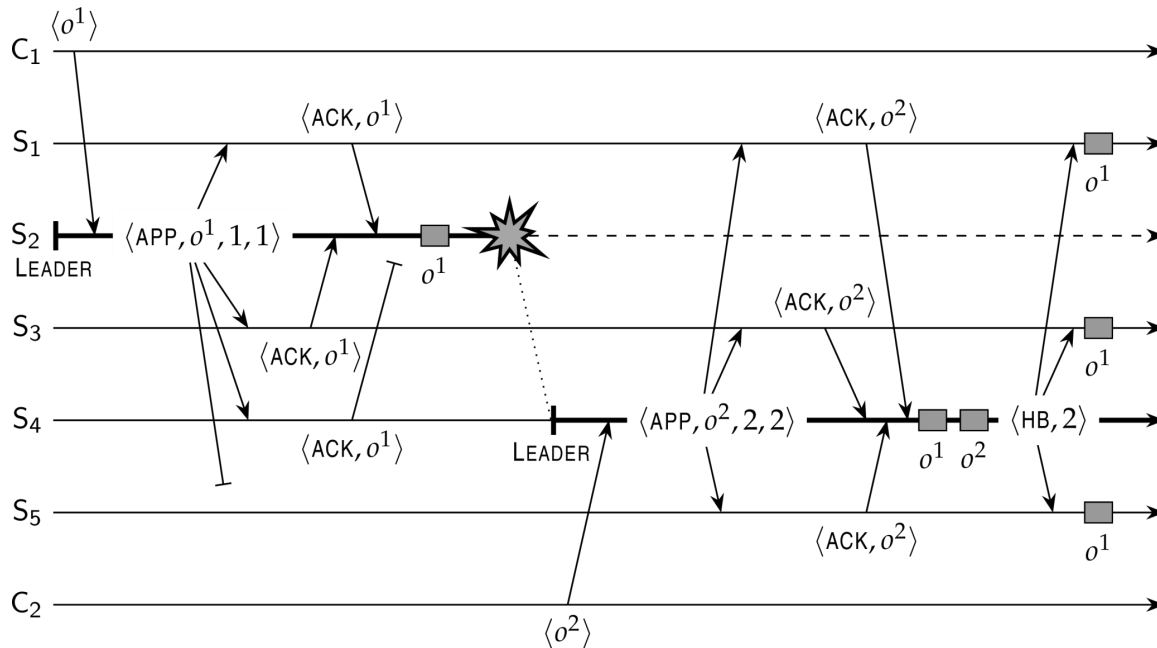 ⟨o¹⟩
C₁
⟨ACK, o¹⟩
⟨ACK, o²⟩
S₁
o¹
S₂
⟨APP, o¹, 1, 1⟩
LEADER
o¹
⟨ACK, o²⟩
S₃
⟨ACK, o¹⟩
o¹
S₄
⟨APP, o², 2, 2⟩
⟨HB, 2⟩
⟨ACK, o¹⟩
LEADER
o¹
o²
S₅
⟨ACK, o²⟩
o¹
C₂
⟨o²⟩